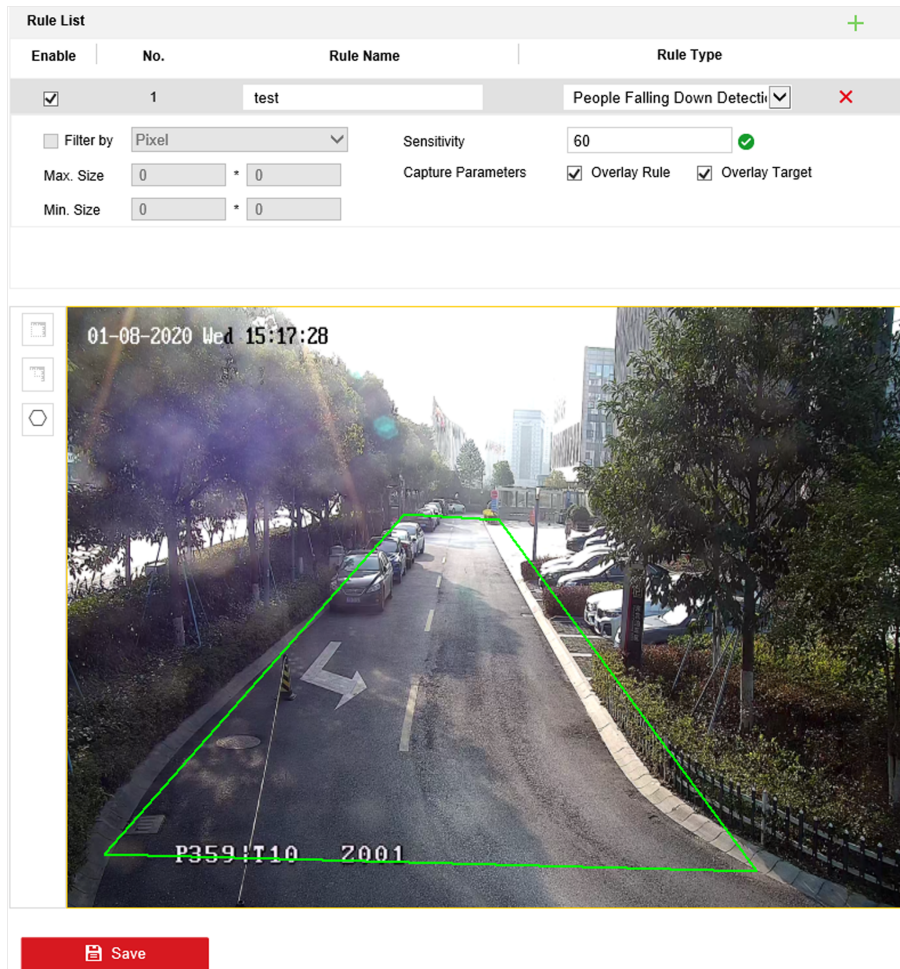 Rule List
Enable No. Rule Name Rule Type
1 test People Falling Down Detectic
Filter by Pixel Sensitivity 60
Max. Size 0 * 0 Capture Parameters Overlay Rule Overlay Target
Min. Size 0 * 0
01-08-2020 Wed 15:17:28
P359 T10 Z001
Save